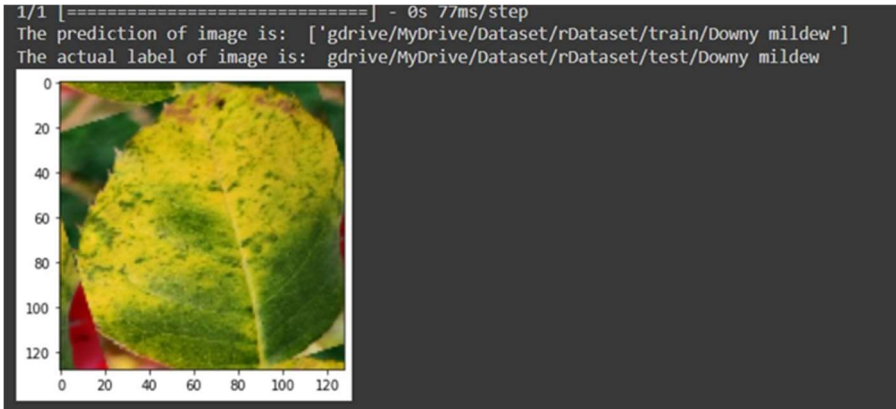 1/1 [==============================] - 0s 77ms/step
The prediction of image is:  ['gdrive/MyDrive/Dataset/rDataset/train/Downy mildew']
The actual label of image is:  gdrive/MyDrive/Dataset/rDataset/test/Downy mildew
0
20
40
60
80
100
120
0 20 40 60 80 100 120